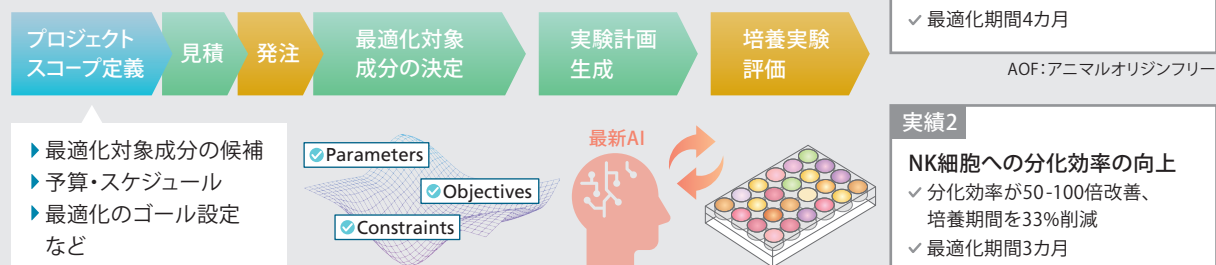 プロジェクト
スコープ定義
見積
発注
最適化対象
成分の決定
実験計画
生成
培養実験
評価
▶最適化対象成分の候補
▶予算・スケジュール
▶最適化のゴール設定
など
Parameters
Objectives
Constraints
最新AI
✓最適化期間4カ月
AOF:アニマルオリジンフリー
実績2
NK細胞への分化効率の向上
✓分化効率が50-100倍改善、
培養期間を33%削減
✓最適化期間3カ月